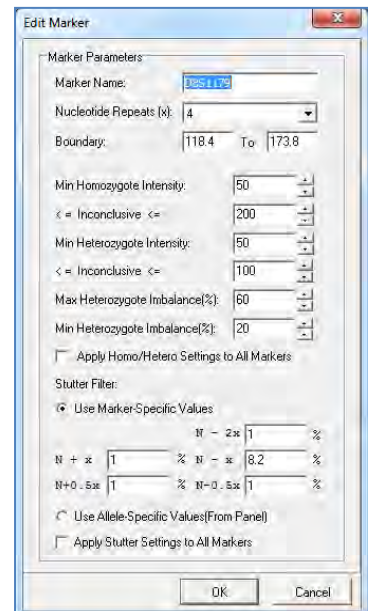 Edit Marker
Marker Parameters
Marker Name: D8S1179
Nucleotide Repeats (x): 4
Boundary: 118.4 To 173.8
Min Homozygote Intensity: 50
< = Inconclusive <= 200
Min Heterozygote Intensity: 50
< = Inconclusive <= 100
Max Heterozygote Imbalance(%): 60
Min Heterozygote Imbalance(%): 20
Apply Homo/Hetero Settings to All Markers
Stutter Filter:
Use Marker-Specific Values
N - 2x 1 %
N + x 1 % N - x 8.2 %
N+0.5x 1 % N-0.5x 1 %
Use Allele-Specific Values(From Panel)
Apply Stutter Settings to All Markers
OK Cancel